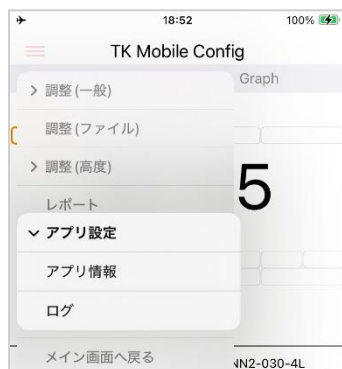 18:52 100%
TK Mobile Config
Graph
調整 (一般)
調整 (ファイル)
調整 (高度)
5
レポート
アプリ設定
アプリ情報
ログ
メイン画面へ戻る
NN2-030-4L